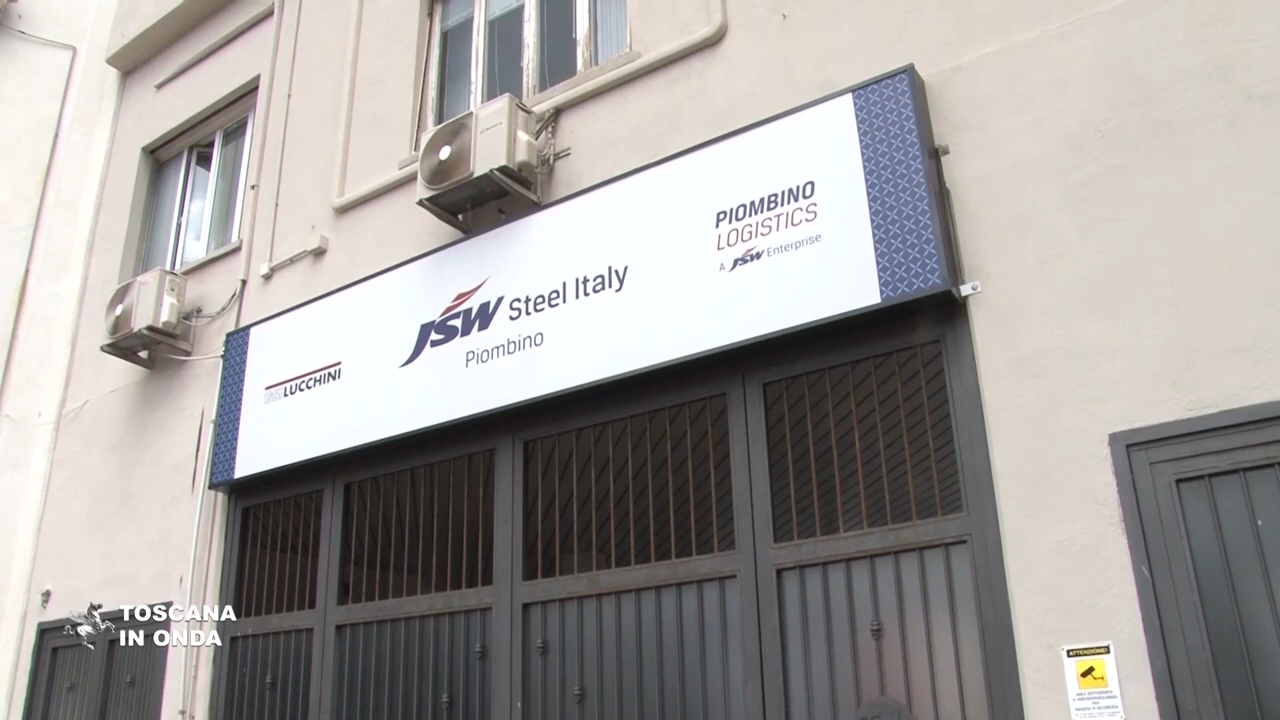 PIOMBINO
LOGISTICS
A JSW Enterprise
JSW Steel Italy
Piombino
LUCCHINI
TOSCANA
IN ONDA
ATTENZIONE!